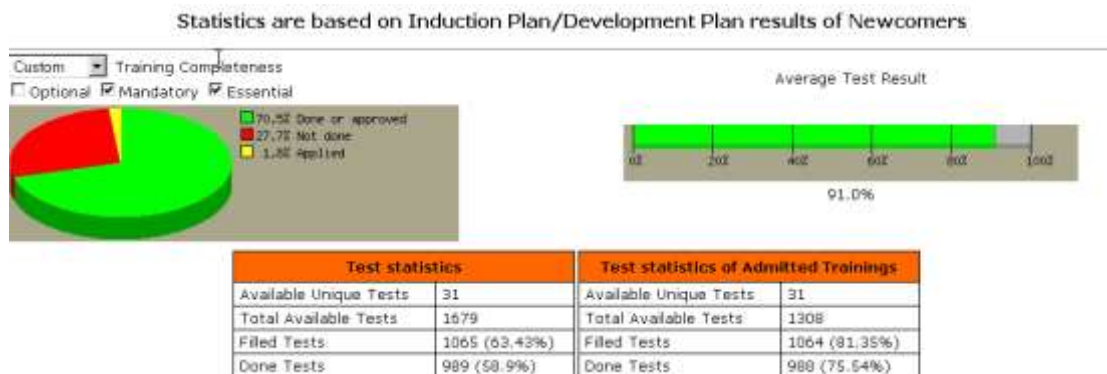 Statistics are based on Induction Plan/Development Plan results of Newcomers
Custom Training Completeness
Optional Mandatory Essential
70.5% Done or approved
27.7% Not done
1.8% Applied
Average Test Result
0% 20% 40% 60% 80% 100%
91.0%
Test statistics
Available Unique Tests 31
Total Available Tests 1679
Filled Tests 1065 (63.43%)
Done Tests 989 (58.9%)
Test statistics of Admitted Trainings
Available Unique Tests 31
Total Available Tests 1308
Filled Tests 1064 (81.35%)
Done Tests 988 (75.54%)